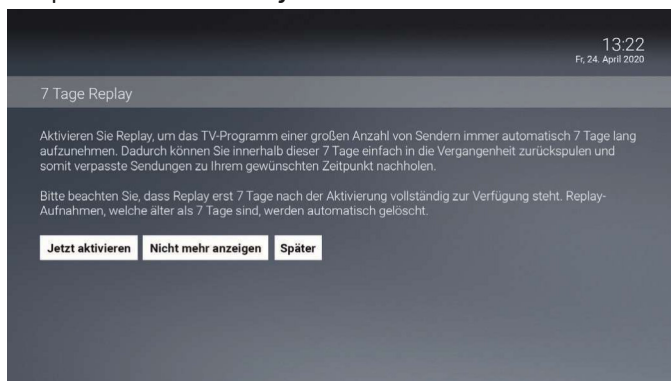 13:22
Fr, 24. April 2020
7 Tage Replay
Aktivieren Sie Replay, um das TV-Programm einer großen Anzahl von Sendern immer automatisch 7 Tage lang
aufzunehmen. Dadurch können Sie innerhalb dieser 7 Tage einfach in die Vergangenheit zurückspulen und
somit verpasste Sendungen zu Ihrem gewünschten Zeitpunkt nachholen.
Bitte beachten Sie, dass Replay erst 7 Tage nach der Aktivierung vollständig zur Verfügung steht. Replay-
Aufnahmen, welche älter als 7 Tage sind, werden automatisch gelöscht.
Jetzt aktivieren Nicht mehr anzeigen Später